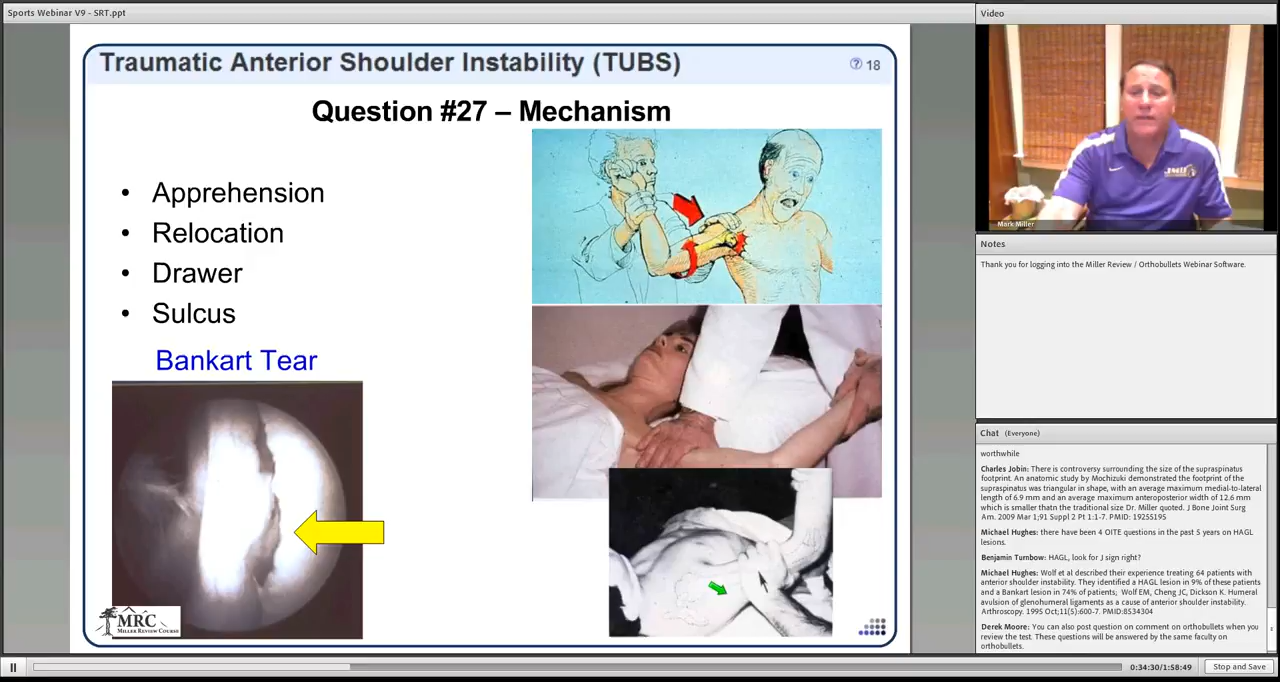 Sports Webinar V9 - SRT.ppt
Traumatic Anterior Shoulder Instability (TUBS)
18
Question #27 – Mechanism
• Apprehension
• Relocation
• Drawer
• Sulcus
Bankart Tear
MRC
MILLER REVIEW COURSE
Video
Mark Miller
Notes
Thank you for logging into the Miller Review / Orthobullets Webinar Software.
Chat (Everyone)
worthwhile
Charles Jobin: There is controversy surrounding the size of the supraspinatus
footprint. An anatomic study by Mochizuki demonstrated the footprint of the
supraspinatus was triangular in shape, with an average maximum medial-to-lateral
length of 6.9 mm and an average maximum anteroposterior width of 12.6 mm
which is smaller thatn the traditional size Dr. Miller quoted. J Bone Joint Surg
Am. 2009 Mar 1;91 Suppl 2 Pt 1:1-7. PMID: 19255195
Michael Hughes: there have been 4 OITE questions in the past 5 years on HAGL
lesions.
Benjamin Turnbow: HAGL, look for J sign right?
Michael Hughes: Wolf et al described their experience treating 64 patients with
anterior shoulder instability. They identified a HAGL lesion in 9% of these patients
and a Bankart lesion in 74% of patients; Wolf EM, Cheng JC, Dickson K. Humeral
avulsion of glenohumeral ligaments as a cause of anterior shoulder instability.
Arthroscopy. 1995 Oct;11(5):600-7. PMID:8534304
Derek Moore: You can also post question on comment on orthobullets when you
review the test. These questions will be answered by the same faculty on
orthobullets.
0:34:30/1:58:49
Stop and Save